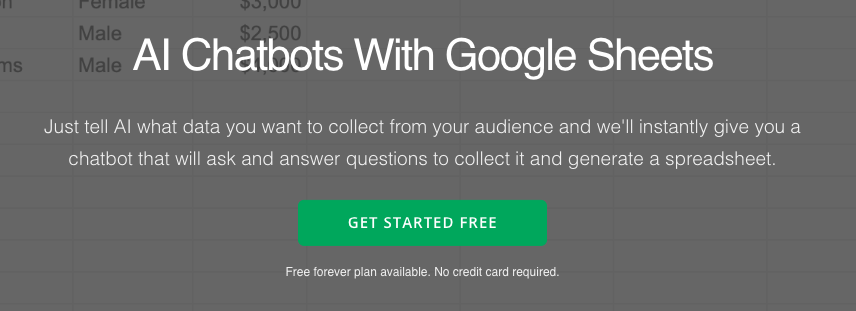 Female $3,000
Male $2,500
Male
AI Chatbots With Google Sheets
Just tell AI what data you want to collect from your audience and we'll instantly give you a
chatbot that will ask and answer questions to collect it and generate a spreadsheet.
GET STARTED FREE
Free forever plan available. No credit card required.